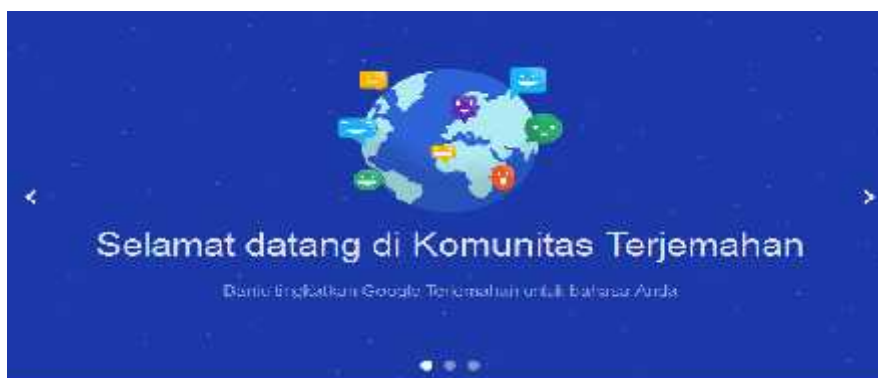 Selamat datang di Komunitas Terjemahan
Bantu tingkatkan Google Terjemahan untuk bahasa Anda